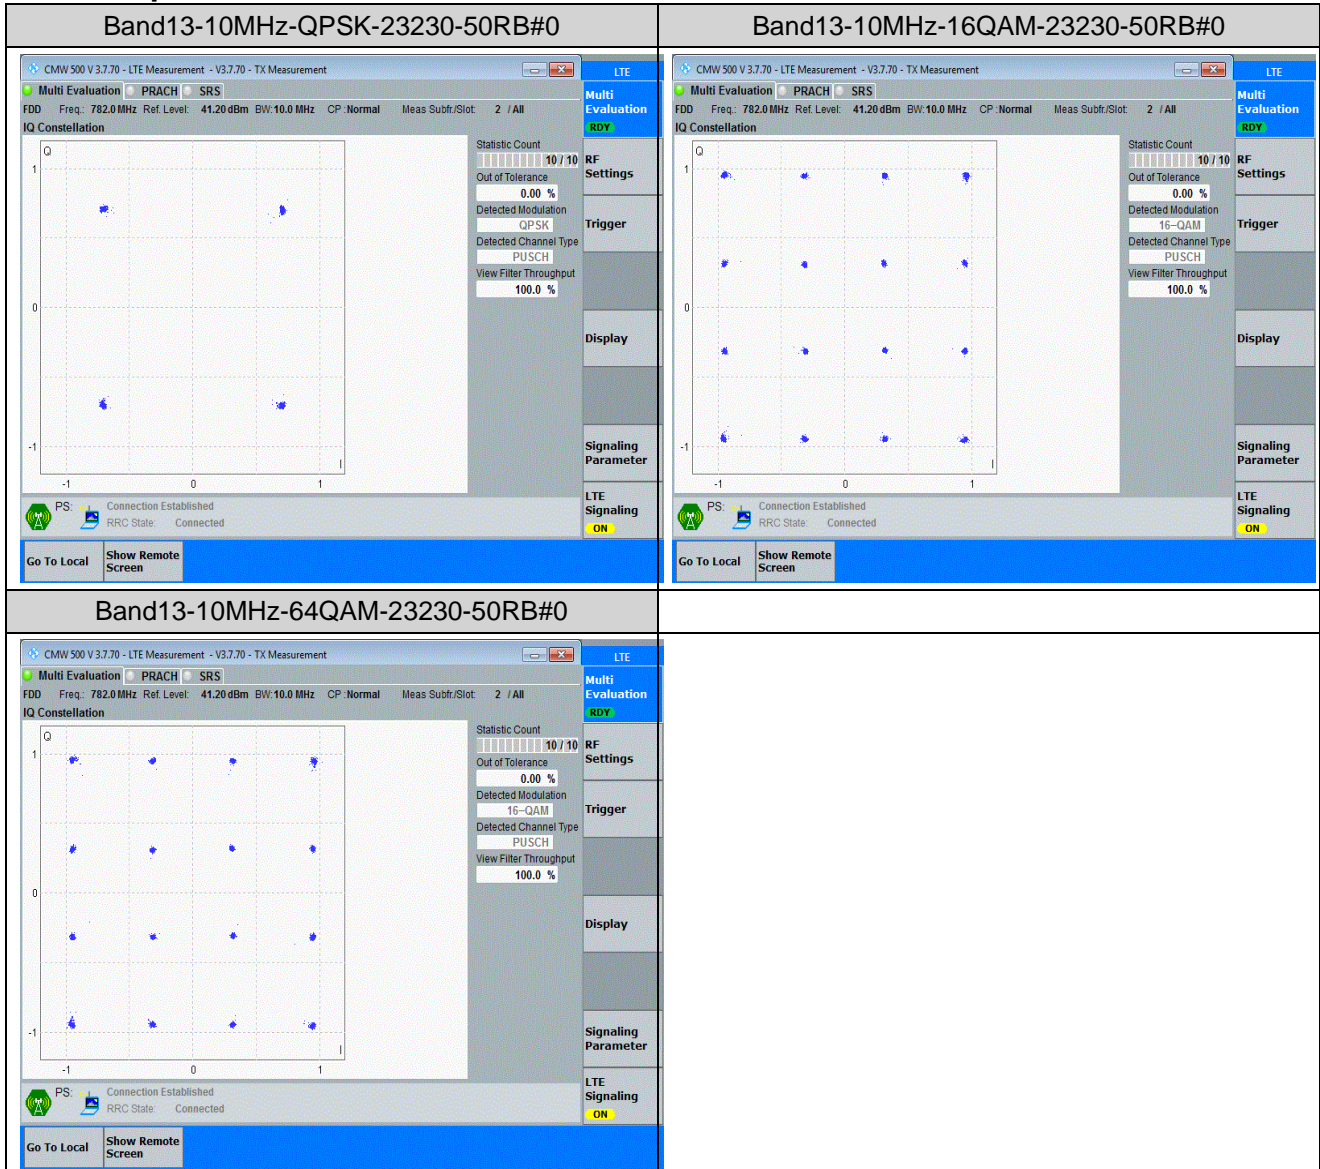 Band13-10MHz-QPSK-23230-50RB#0
CMW 500 V 3.7.70 - LTE Measurement - V3.7.70 - TX Measurement
LTE
Multi Evaluation PRACH SRS
Multi Evaluation
RDY
FDD Freq.: 782.0 MHz Ref. Level: 41.20 dBm BW: 10.0 MHz CP : Normal Meas Subfr./Slot: 2 / All
IQ Constellation
Q
1
0
-1
I
-1 0 1
Statistic Count
10 / 10
Out of Tolerance
0.00 %
Detected Modulation
QPSK
Detected Channel Type
PUSCH
View Filter Throughput
100.0 %
RF Settings
Trigger
Display
Signaling Parameter
LTE Signaling
ON
PS: Connection Established
RRC State: Connected
Go To Local
Show Remote Screen
Band13-10MHz-16QAM-23230-50RB#0
CMW 500 V 3.7.70 - LTE Measurement - V3.7.70 - TX Measurement
LTE
Multi Evaluation PRACH SRS
Multi Evaluation
RDY
FDD Freq.: 782.0 MHz Ref. Level: 41.20 dBm BW: 10.0 MHz CP : Normal Meas Subfr./Slot: 2 / All
IQ Constellation
Q
1
0
-1
I
-1 0 1
Statistic Count
10 / 10
Out of Tolerance
0.00 %
Detected Modulation
16-QAM
Detected Channel Type
PUSCH
View Filter Throughput
100.0 %
RF Settings
Trigger
Display
Signaling Parameter
LTE Signaling
ON
PS: Connection Established
RRC State: Connected
Go To Local
Show Remote Screen
Band13-10MHz-64QAM-23230-50RB#0
CMW 500 V 3.7.70 - LTE Measurement - V3.7.70 - TX Measurement
LTE
Multi Evaluation PRACH SRS
Multi Evaluation
RDY
FDD Freq.: 782.0 MHz Ref. Level: 41.20 dBm BW: 10.0 MHz CP : Normal Meas Subfr./Slot: 2 / All
IQ Constellation
Q
1
0
-1
I
-1 0 1
Statistic Count
10 / 10
Out of Tolerance
0.00 %
Detected Modulation
16-QAM
Detected Channel Type
PUSCH
View Filter Throughput
100.0 %
RF Settings
Trigger
Display
Signaling Parameter
LTE Signaling
ON
PS: Connection Established
RRC State: Connected
Go To Local
Show Remote Screen